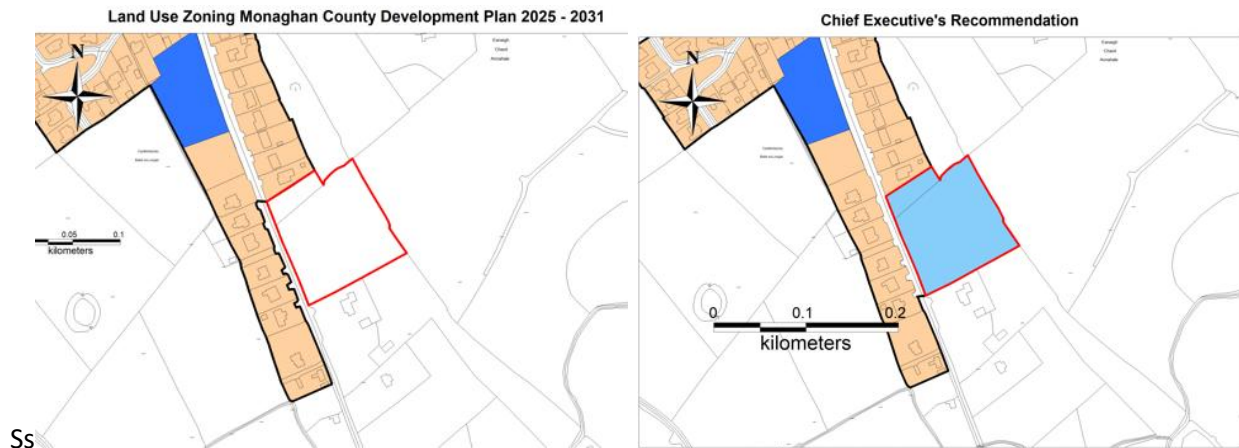 Land Use Zoning Monaghan County Development Plan 2025 - 2031
N
0.05 0.1
kilometers
Ss
Chief Executive's Recommendation
N
0 0.1 0.2
kilometers